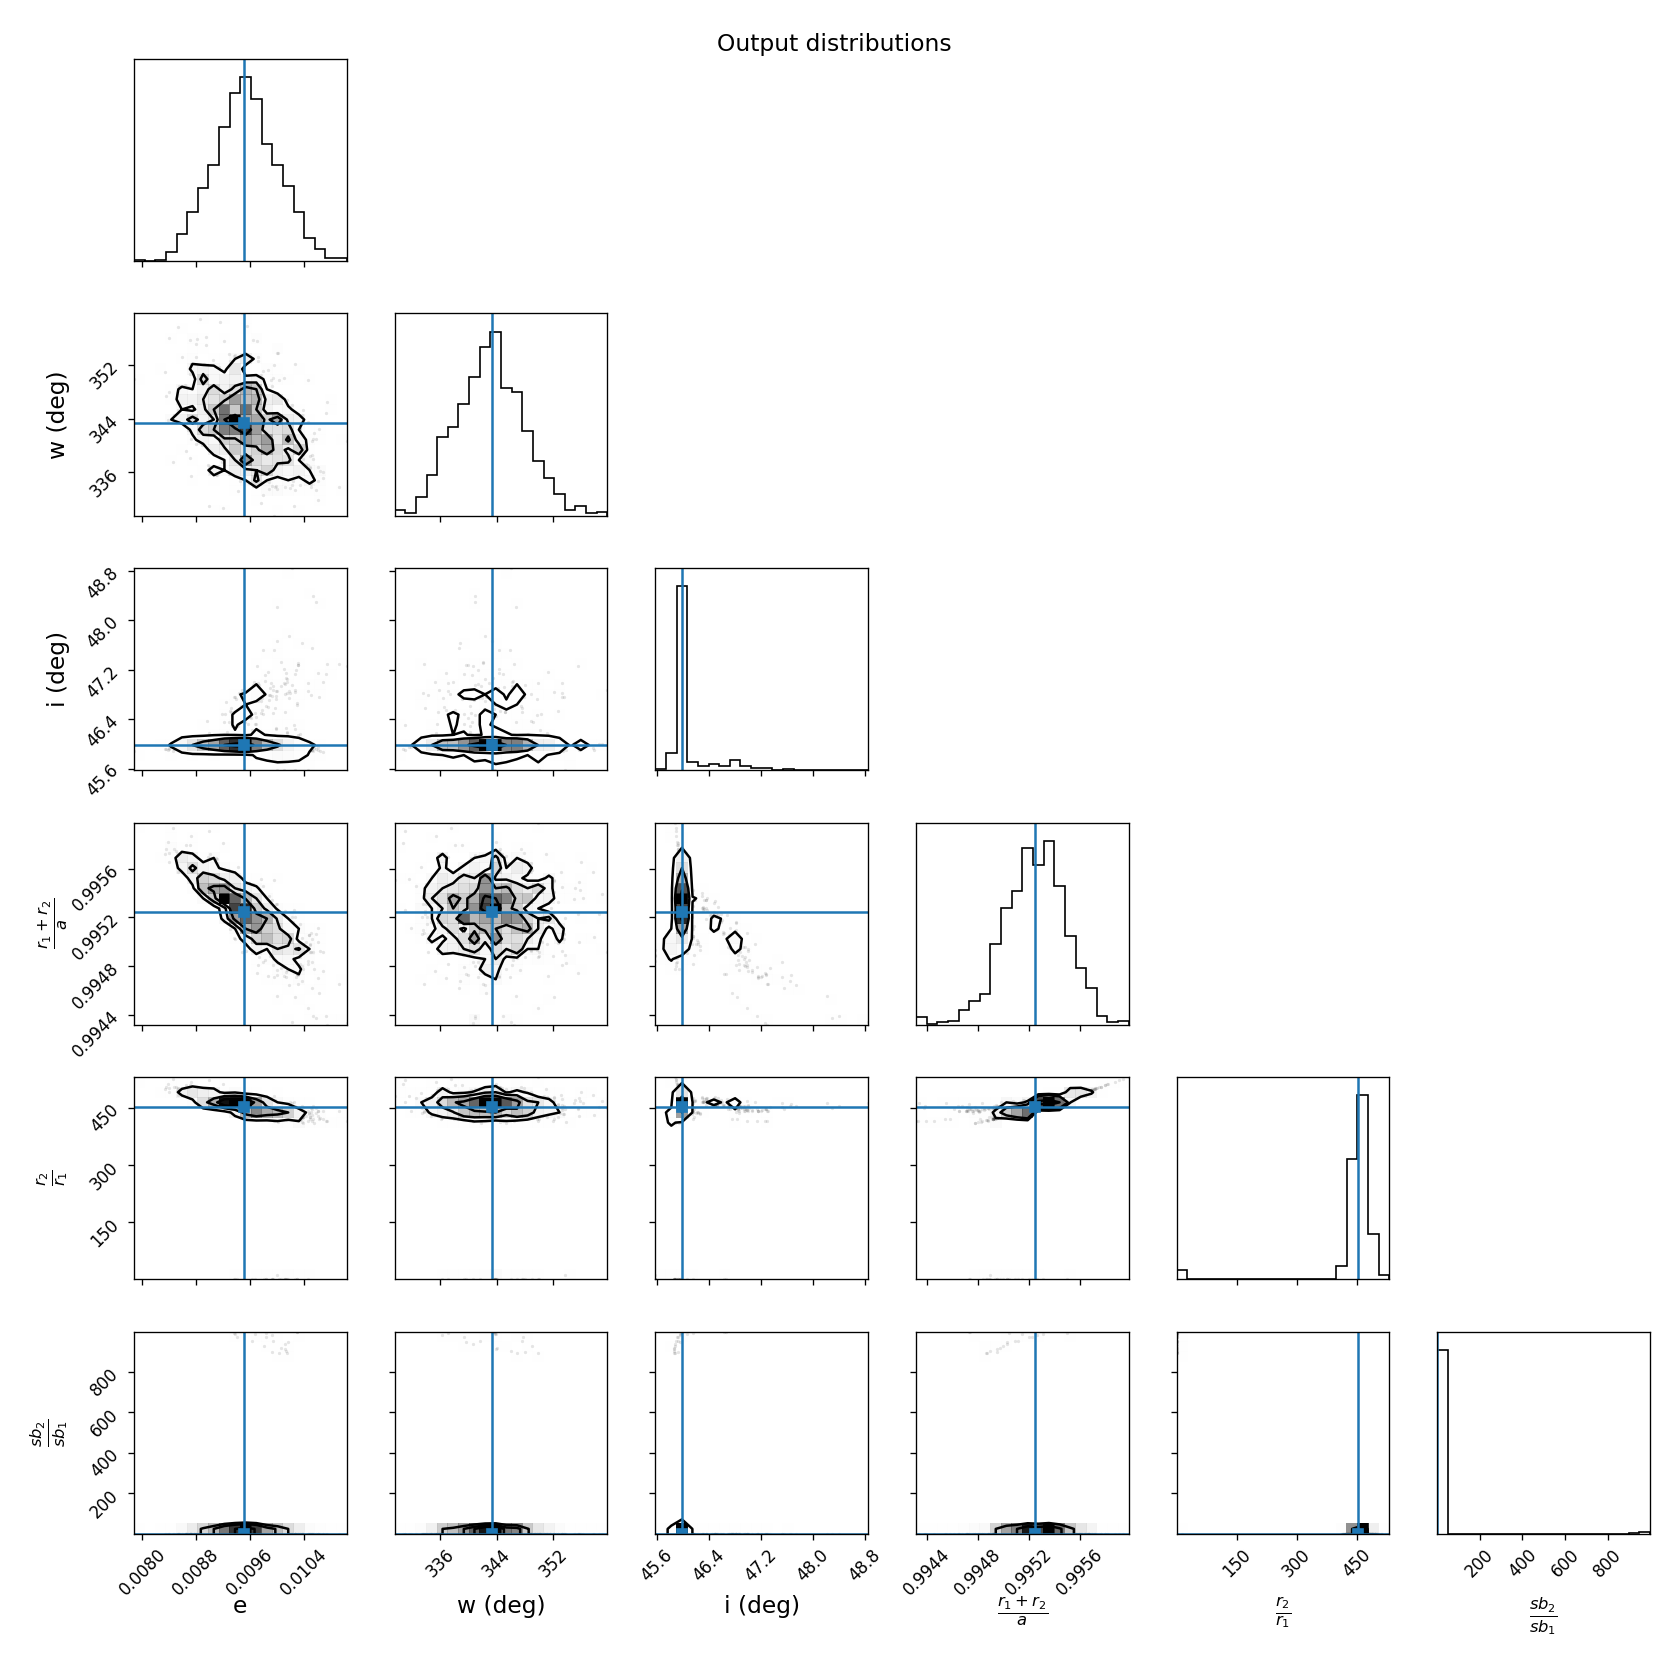 Output distributions
w (deg)
352
344
336
i (deg)
48.8
48.0
47.2
46.4
45.6
r₁ + r₂
a
0.9956
0.9952
0.9948
0.9944
r₂
r₁
450
300
150
sb₂
sb₁
800
600
400
200
0.0080 0.0088 0.0096 0.0104
336 344 352
45.6 46.4 47.2 48.0 48.8
0.9944 0.9948 0.9952 0.9956
150 300 450
200 400 600 800
e
w (deg)
i (deg)
r₁ + r₂
a
r₂
r₁
sb₂
sb₁